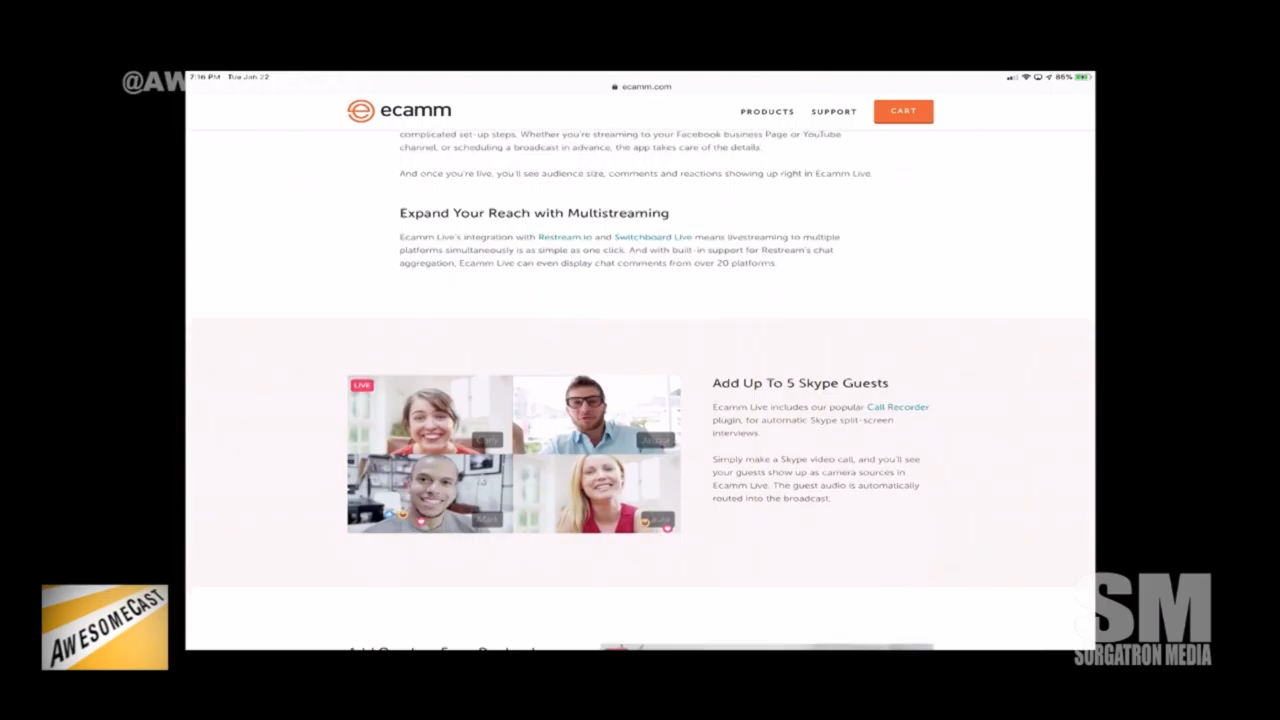 @AW
7:16 PM Tue Jan 22
85%
ecamm.com
ecamm
PRODUCTS
SUPPORT
CART
complicated set-up steps. Whether you're streaming to your Facebook business Page or YouTube
channel, or scheduling a broadcast in advance, the app takes care of the details.
And once you're live, you'll see audience size, comments and reactions showing up right in Ecamm Live.
Expand Your Reach with Multistreaming
Ecamm Live's integration with Restream.io and Switchboard Live means livestreaming to multiple
platforms simultaneously is as simple as one click. And with built-in support for Restream's chat
aggregation, Ecamm Live can even display chat comments from over 20 platforms.
LIVE
Carly
Mark
Add Up To 5 Skype Guests
Ecamm Live includes our popular Call Recorder
plugin, for automatic Skype split-screen
interviews.
Simply make a Skype video call, and you'll see
your guests show up as camera sources in
Ecamm Live. The guest audio is automatically
routed into the broadcast.
AWESOMECAST
SM
SORGATRON MEDIA